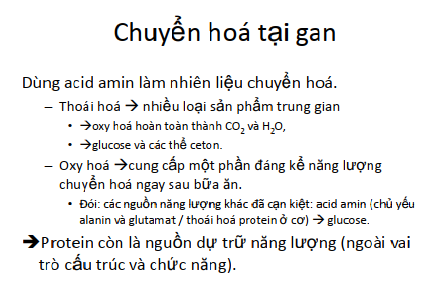 Chuyển hoá tại gan
Dùng acid amin làm nhiên liệu chuyển hoá.
– Thoái hoá → nhiều loại sản phẩm trung gian
• →oxy hoá hoàn toàn thành CO₂ và H₂O,
• →glucose và các thể ceton.
– Oxy hoá →cung cấp một phần đáng kể năng lượng
chuyển hoá ngay sau bữa ăn.
• Đói: các nguồn năng lượng khác đã cạn kiệt: acid amin (chủ yếu
alanin và glutamat / thoái hoá protein ở cơ) → glucose.
➔Protein còn là nguồn dự trữ năng lượng (ngoài vai
trò cấu trúc và chức năng).